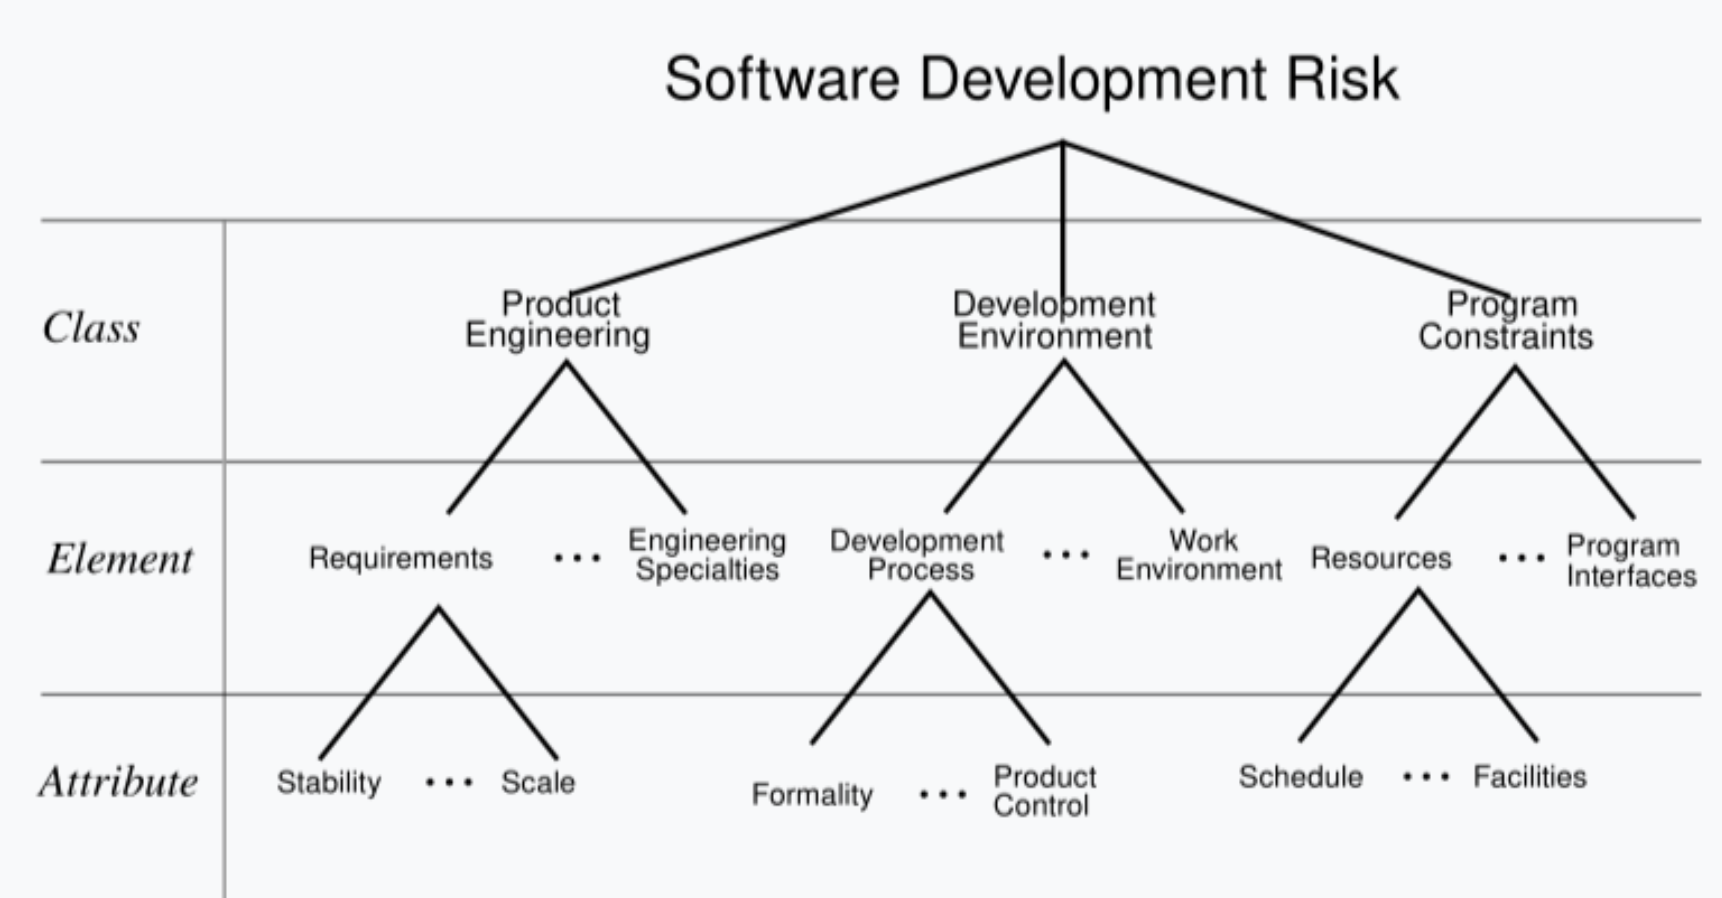 Software Development Risk
Class
Product
Engineering
Development
Environment
Program
Constraints
Element
Requirements
...
Engineering
Specialties
Development
Process
...
Work
Environment
Resources
...
Program
Interfaces
Attribute
Stability
...
Scale
Formality
...
Product
Control
Schedule
...
Facilities